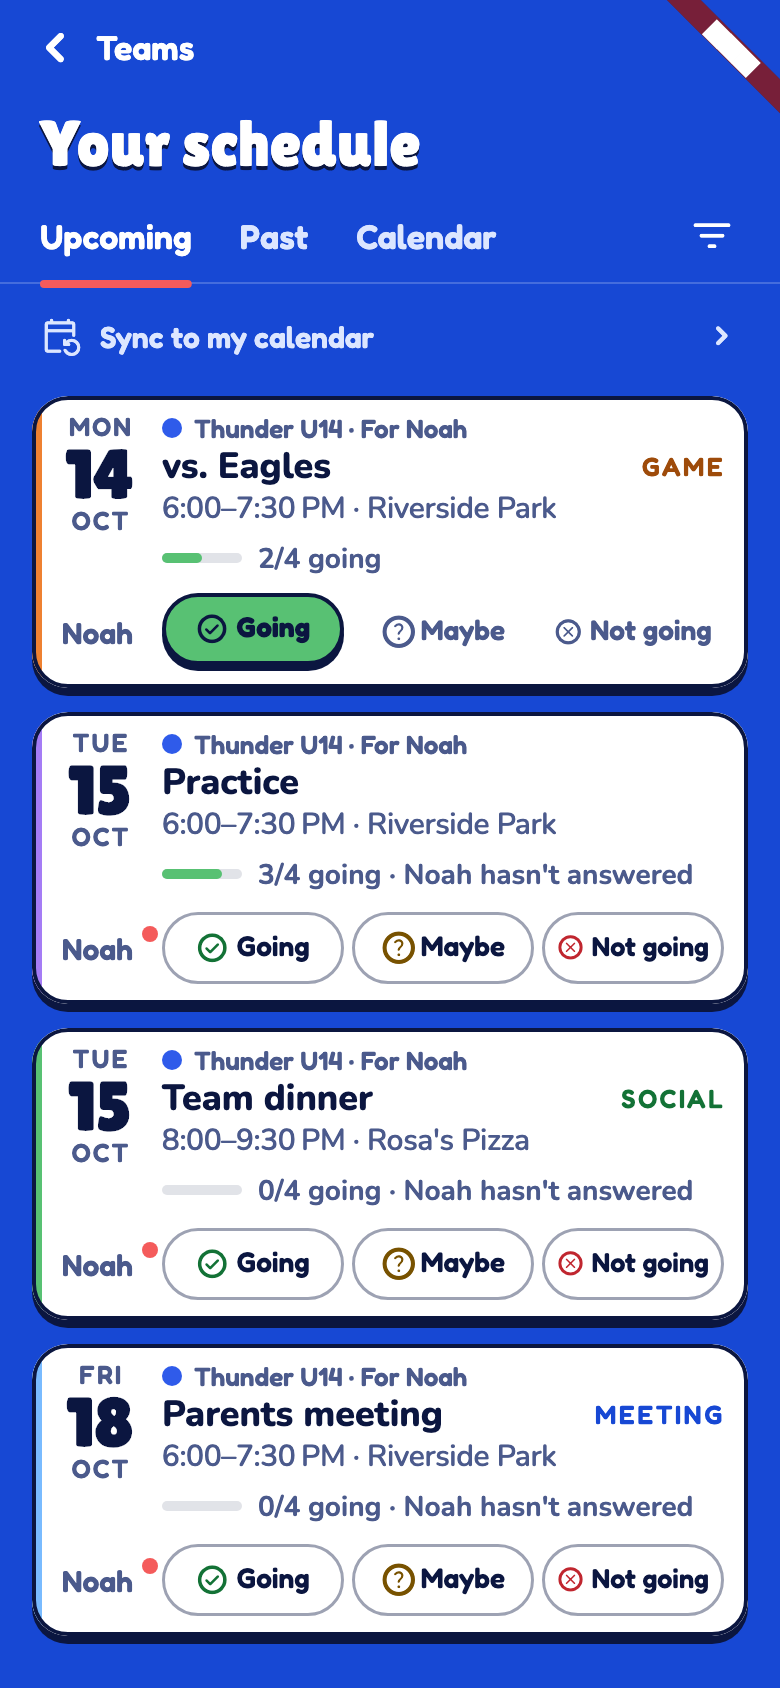 Teams
Your schedule
Upcoming Past Calendar
Sync to my calendar
MON
14
OCT
Thunder U14 · For Noah
vs. Eagles
GAME
6:00–7:30 PM · Riverside Park
2/4 going
Noah
Going
Maybe
Not going
TUE
15
OCT
Thunder U14 · For Noah
Practice
6:00–7:30 PM · Riverside Park
3/4 going · Noah hasn't answered
Noah
Going
Maybe
Not going
TUE
15
OCT
Thunder U14 · For Noah
Team dinner
SOCIAL
8:00–9:30 PM · Rosa's Pizza
0/4 going · Noah hasn't answered
Noah
Going
Maybe
Not going
FRI
18
OCT
Thunder U14 · For Noah
Parents meeting
MEETING
6:00–7:30 PM · Riverside Park
0/4 going · Noah hasn't answered
Noah
Going
Maybe
Not going